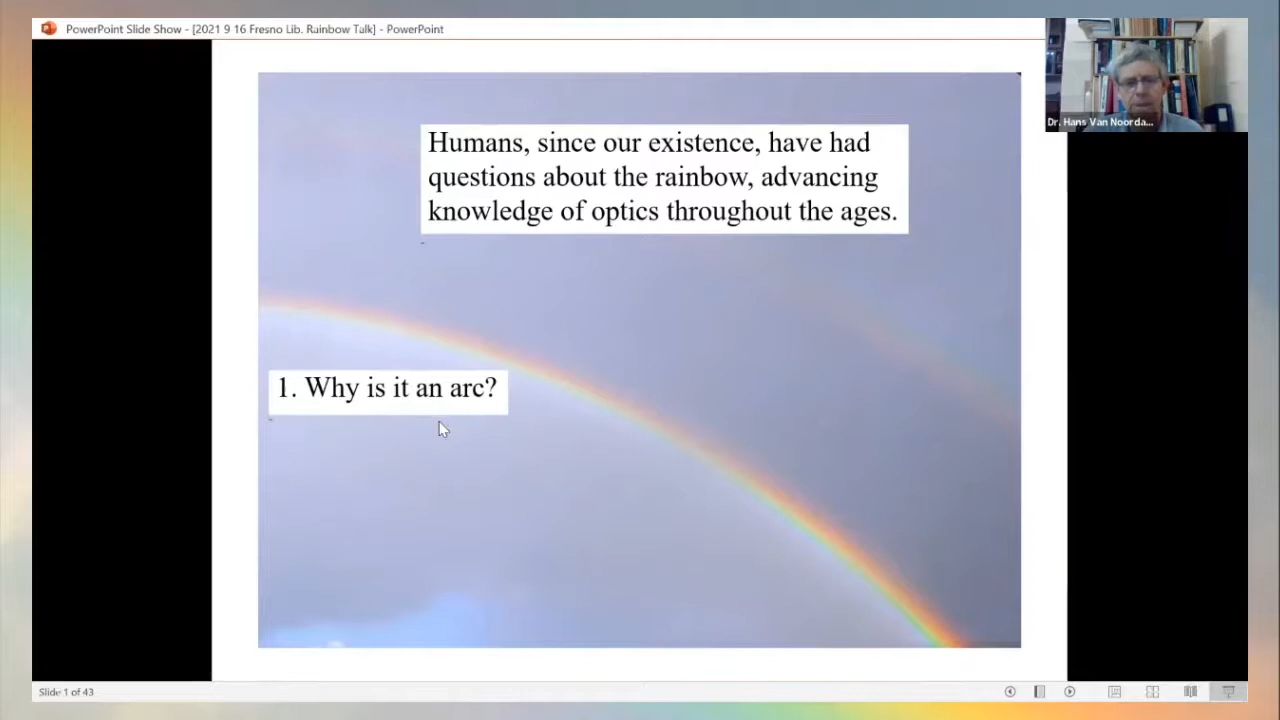 PowerPoint Slide Show - [2021 9 16 Fresno Lib. Rainbow Talk] - PowerPoint
Dr. Hans Van Noorda...
Humans, since our existence, have had
questions about the rainbow, advancing
knowledge of optics throughout the ages.
1. Why is it an arc?
Slide 1 of 43